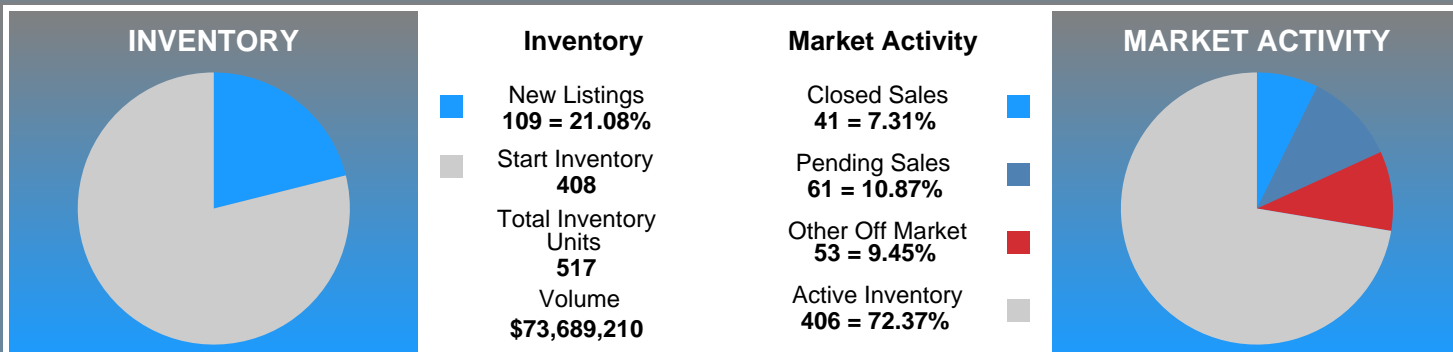 INVENTORY
Inventory
New Listings
109 = 21.08%
Start Inventory
408
Total Inventory
Units
517
Volume
$73,689,210
Market Activity
Closed Sales
41 = 7.31%
Pending Sales
61 = 10.87%
Other Off Market
53 = 9.45%
Active Inventory
406 = 72.37%
MARKET ACTIVITY